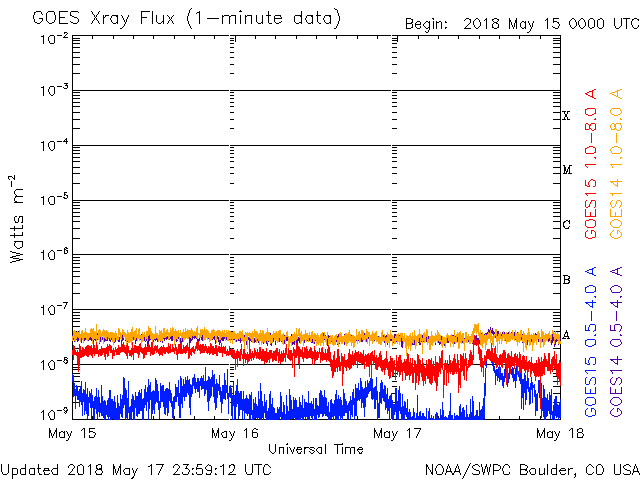 GOES Xray Flux (1-minute data)
Begin: 2018 May 15 0000 UTC
10⁻²
10⁻³
10⁻⁴
10⁻⁵
10⁻⁶
10⁻⁷
10⁻⁸
10⁻⁹
Watts m⁻²
X
M
C
B
A
GOES15 1.0-8.0 A
GOES14 1.0-8.0 A
GOES15 0.5-4.0 A
GOES14 0.5-4.0 A
May 15
May 16
May 17
May 18
Universal Time
Updated 2018 May 17 23:59:12 UTC
NOAA/SWPC Boulder, CO USA